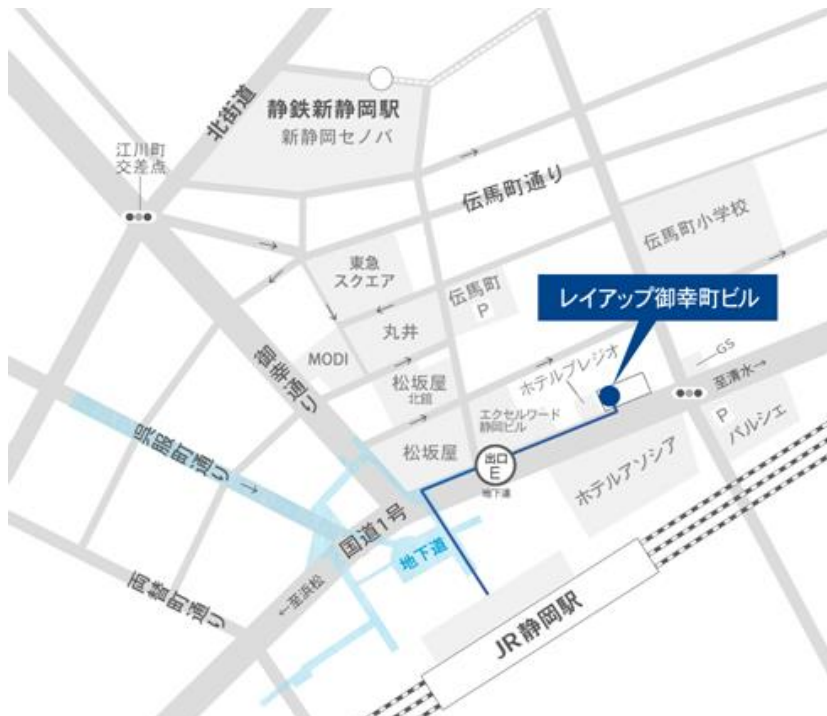 北街道
静鉄新静岡駅
新静岡セノバ
江川町
交差点
→
伝馬町通り
→
伝馬町小学校
→
東急
スクエア
←
→
伝馬町
P
レイアップ御幸町ビル
丸井
←
MODI
→
→
御幸通り
松坂屋
北館
ホテルプレジオ
GS
至清水→
エクセルワード
静岡ビル
P
パルシェ
呉服町通り →
松坂屋
→
出口
E
地下道
ホテルアソシア
国道1号
地下道
←至浜松
両替町通り
JR静岡駅